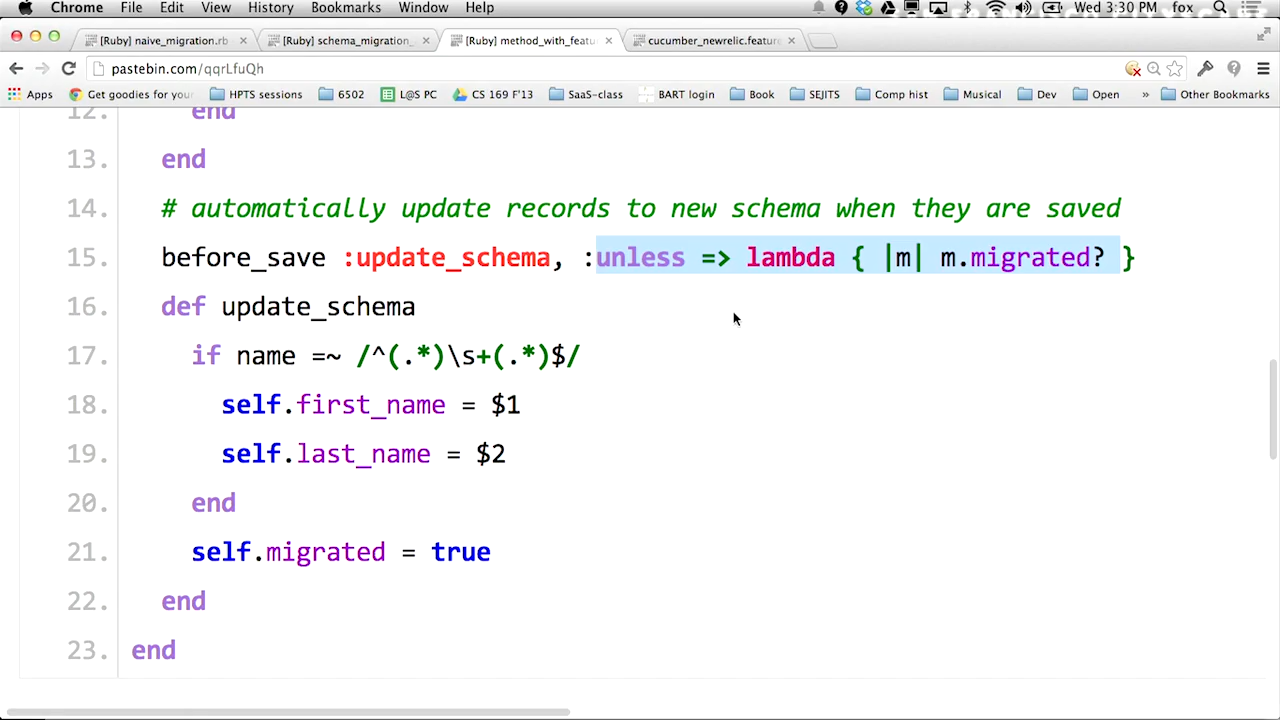 Chrome File Edit View History Bookmarks Window Help Wed 3:30 PM fox
[Ruby] naive_migration.rb [Ruby] schema_migration_ [Ruby] method_with_featu cucumber_newrelic.feature
pastebin.com/qqrLfuQh
Apps Get goodies for your HPTS sessions 6502 L@S PC CS 169 F'13 SaaS-class BART login Book SEJITS Comp hist Musical Dev Open » Other Bookmarks
12. end
13. end
14. # automatically update records to new schema when they are saved
15. before_save :update_schema, :unless => lambda { |m| m.migrated? }
16. def update_schema
17. if name =~ /^(.*)\s+(.*)$/
18. self.first_name = $1
19. self.last_name = $2
20. end
21. self.migrated = true
22. end
23. end